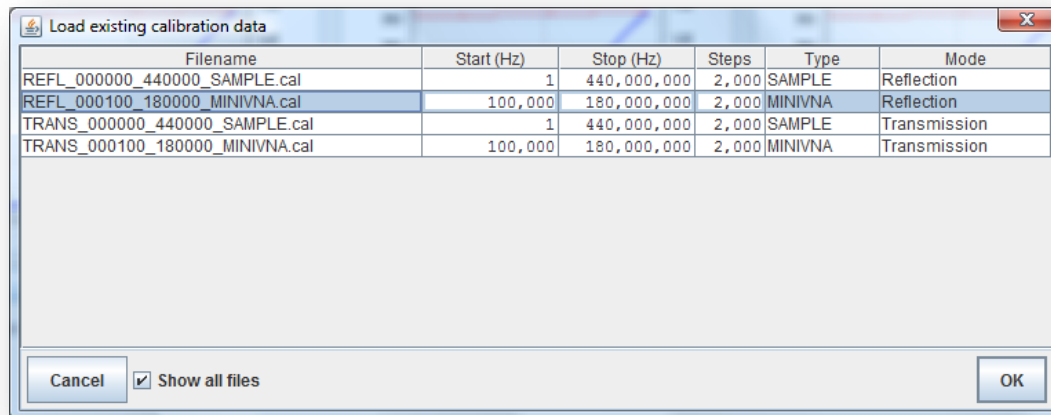 Load existing calibration data
Filename Start (Hz) Stop (Hz) Steps Type Mode
REFL_000000_440000_SAMPLE.cal 1 440,000,000 2,000 SAMPLE Reflection
REFL_000100_180000_MINIVNA.cal 100,000 180,000,000 2,000 MINIVNA Reflection
TRANS_000000_440000_SAMPLE.cal 1 440,000,000 2,000 SAMPLE Transmission
TRANS_000100_180000_MINIVNA.cal 100,000 180,000,000 2,000 MINIVNA Transmission
Cancel Show all files OK